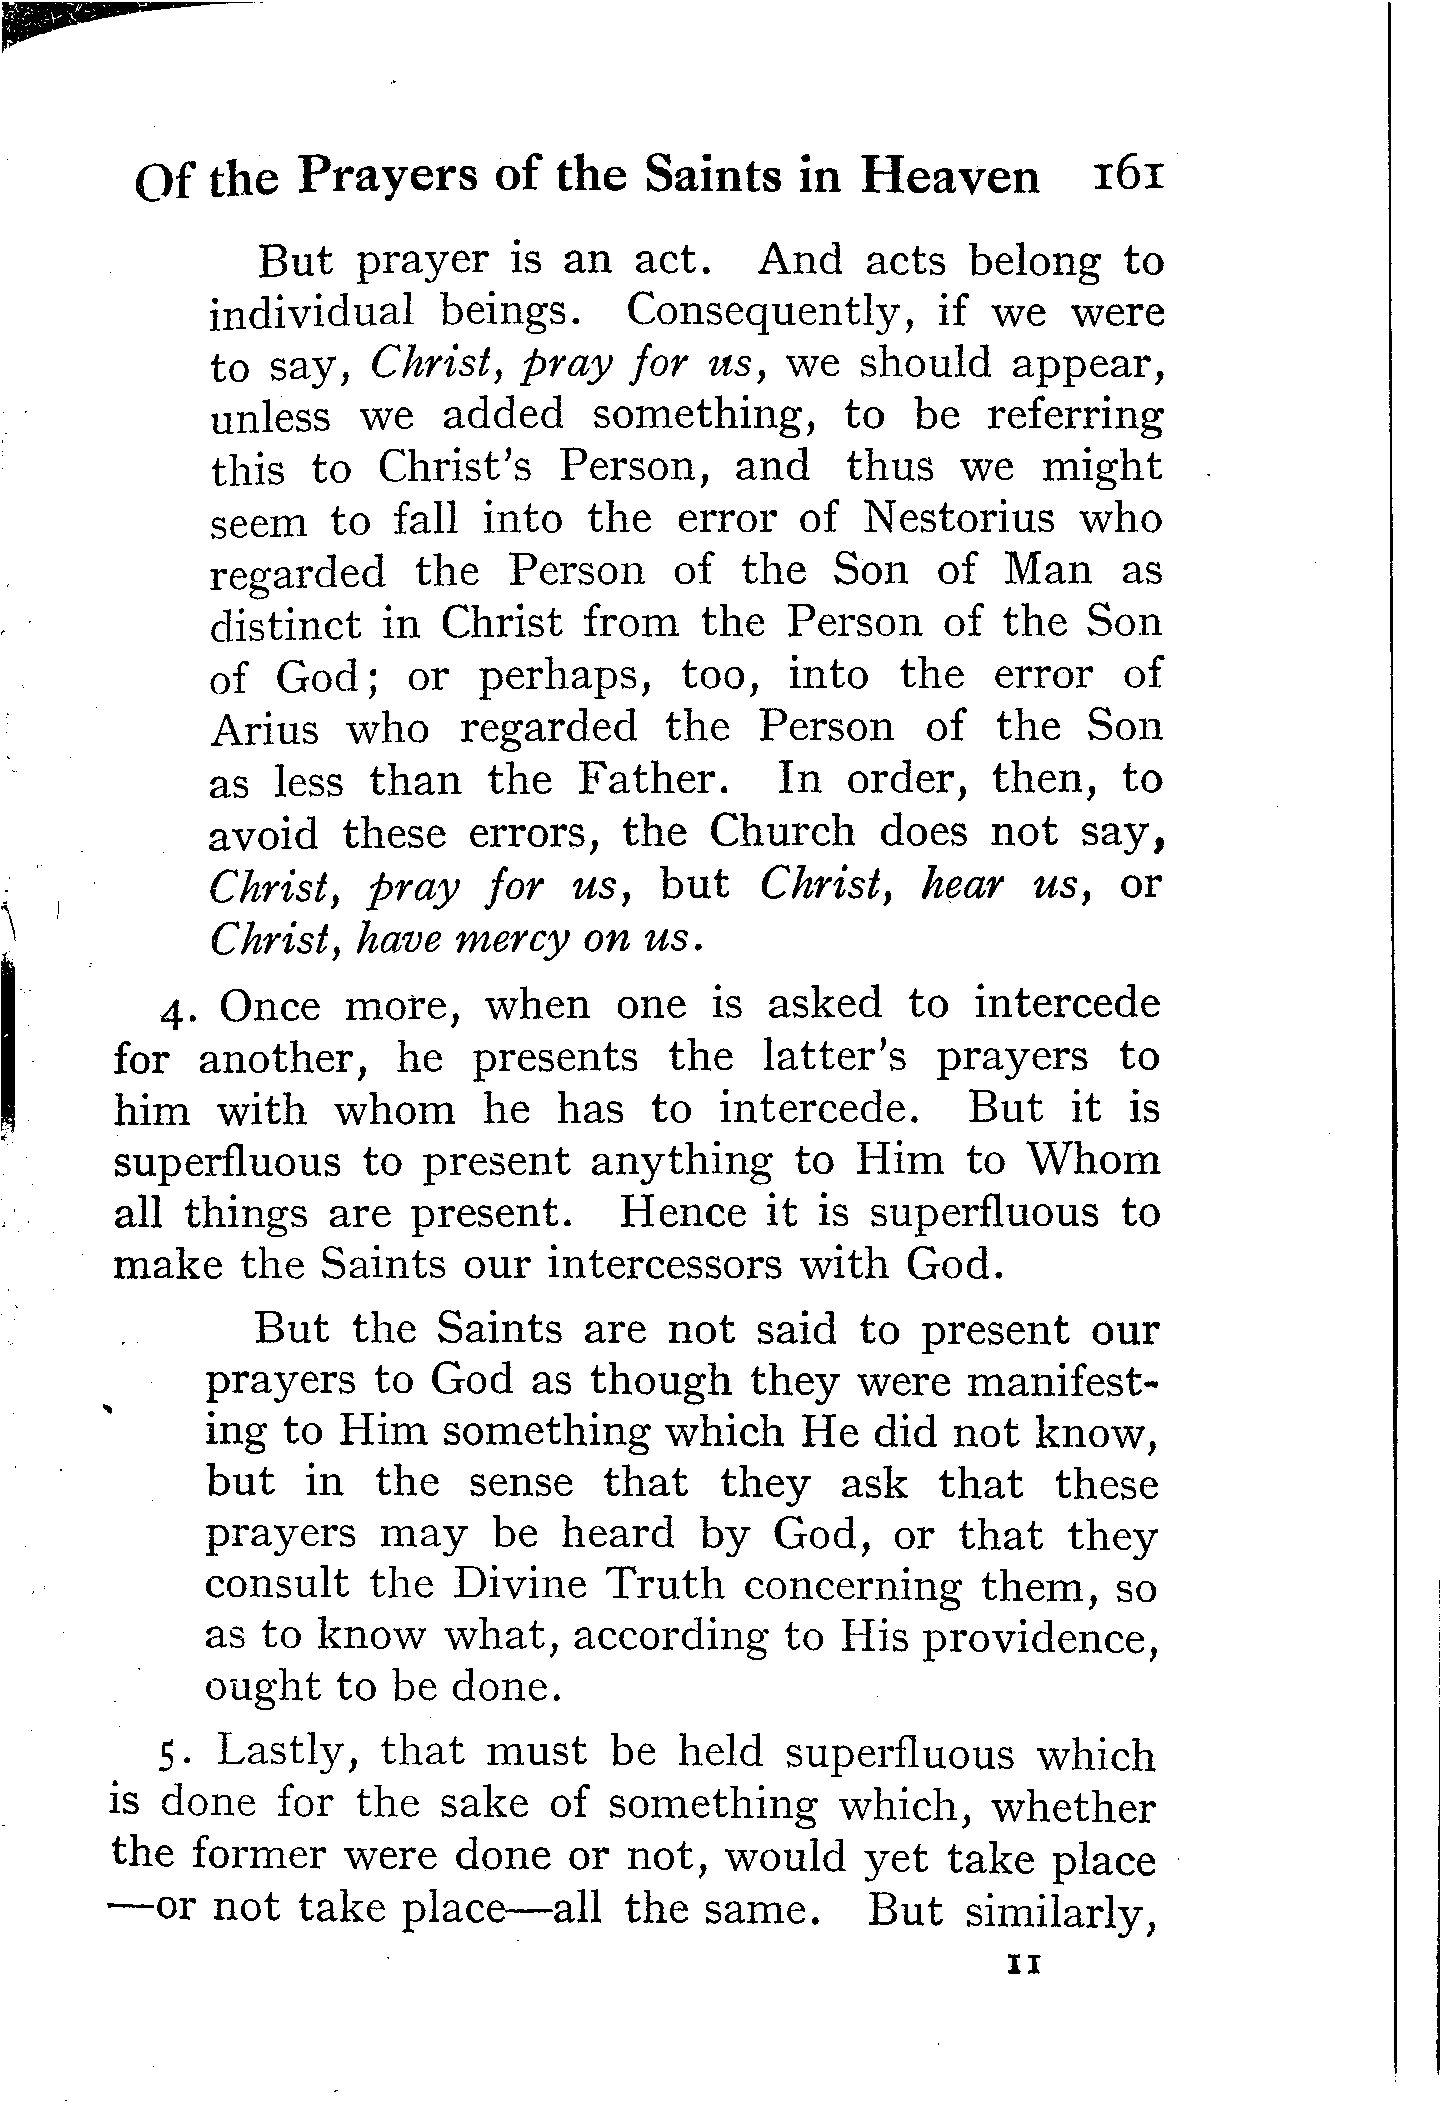 Of the Prayers of the Saints in Heaven 161
But prayer is an act. And acts belong to
individual beings. Consequently, if we were
to say, Christ, pray for us, we should appear,
unless we added something, to be referring
this to Christ's Person, and thus we might
seem to fall into the error of Nestorius who
regarded the Person of the Son of Man as
distinct in Christ from the Person of the Son
of God; or perhaps, too, into the error of
Arius who regarded the Person of the Son
as less than the Father. In order, then, to
avoid these errors, the Church does not say,
Christ, pray for us, but Christ, hear us, or
Christ, have mercy on us.
4. Once more, when one is asked to intercede
for another, he presents the latter's prayers to
him with whom he has to intercede. But it is
superfluous to present anything to Him to Whom
all things are present. Hence it is superfluous to
make the Saints our intercessors with God.
But the Saints are not said to present our
prayers to God as though they were manifest-
ing to Him something which He did not know,
but in the sense that they ask that these
prayers may be heard by God, or that they
consult the Divine Truth concerning them, so
as to know what, according to His providence,
ought to be done.
5. Lastly, that must be held superfluous which
is done for the sake of something which, whether
the former were done or not, would yet take place
—or not take place—all the same. But similarly,
11